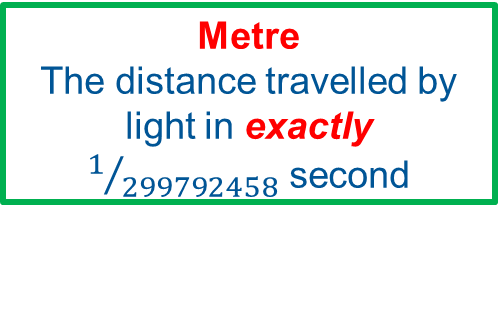 Metre
The distance travelled by
light in exactly
1/299792458 second